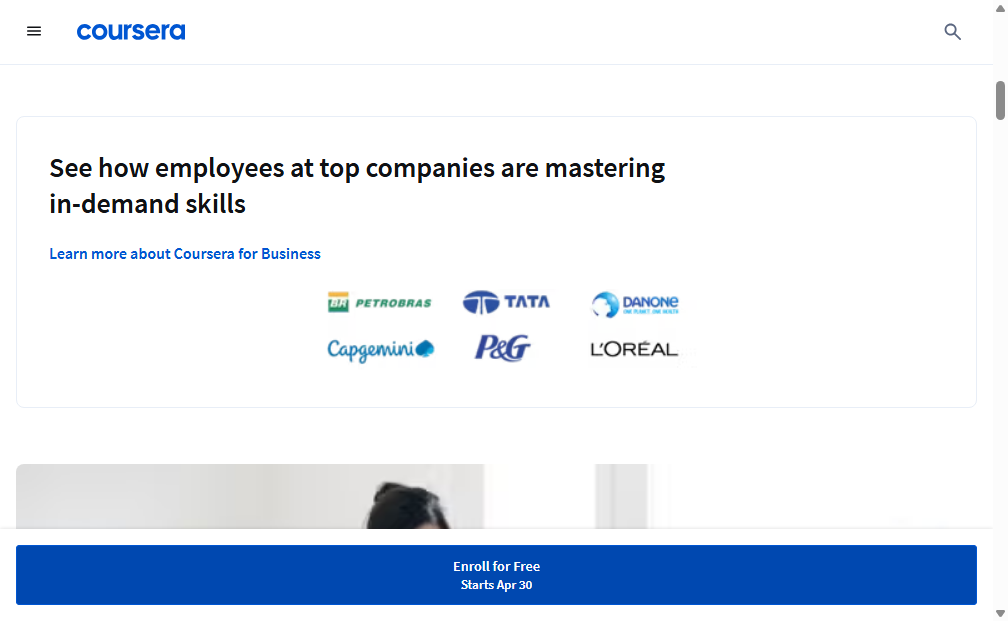 coursera
See how employees at top companies are mastering
in-demand skills
Learn more about Coursera for Business
BR PETROBRAS
TATA
DANONE
ONE PLANET. ONE HEALTH
Capgemini
P&G
L'ORÉAL
Enroll for Free
Starts Apr 30